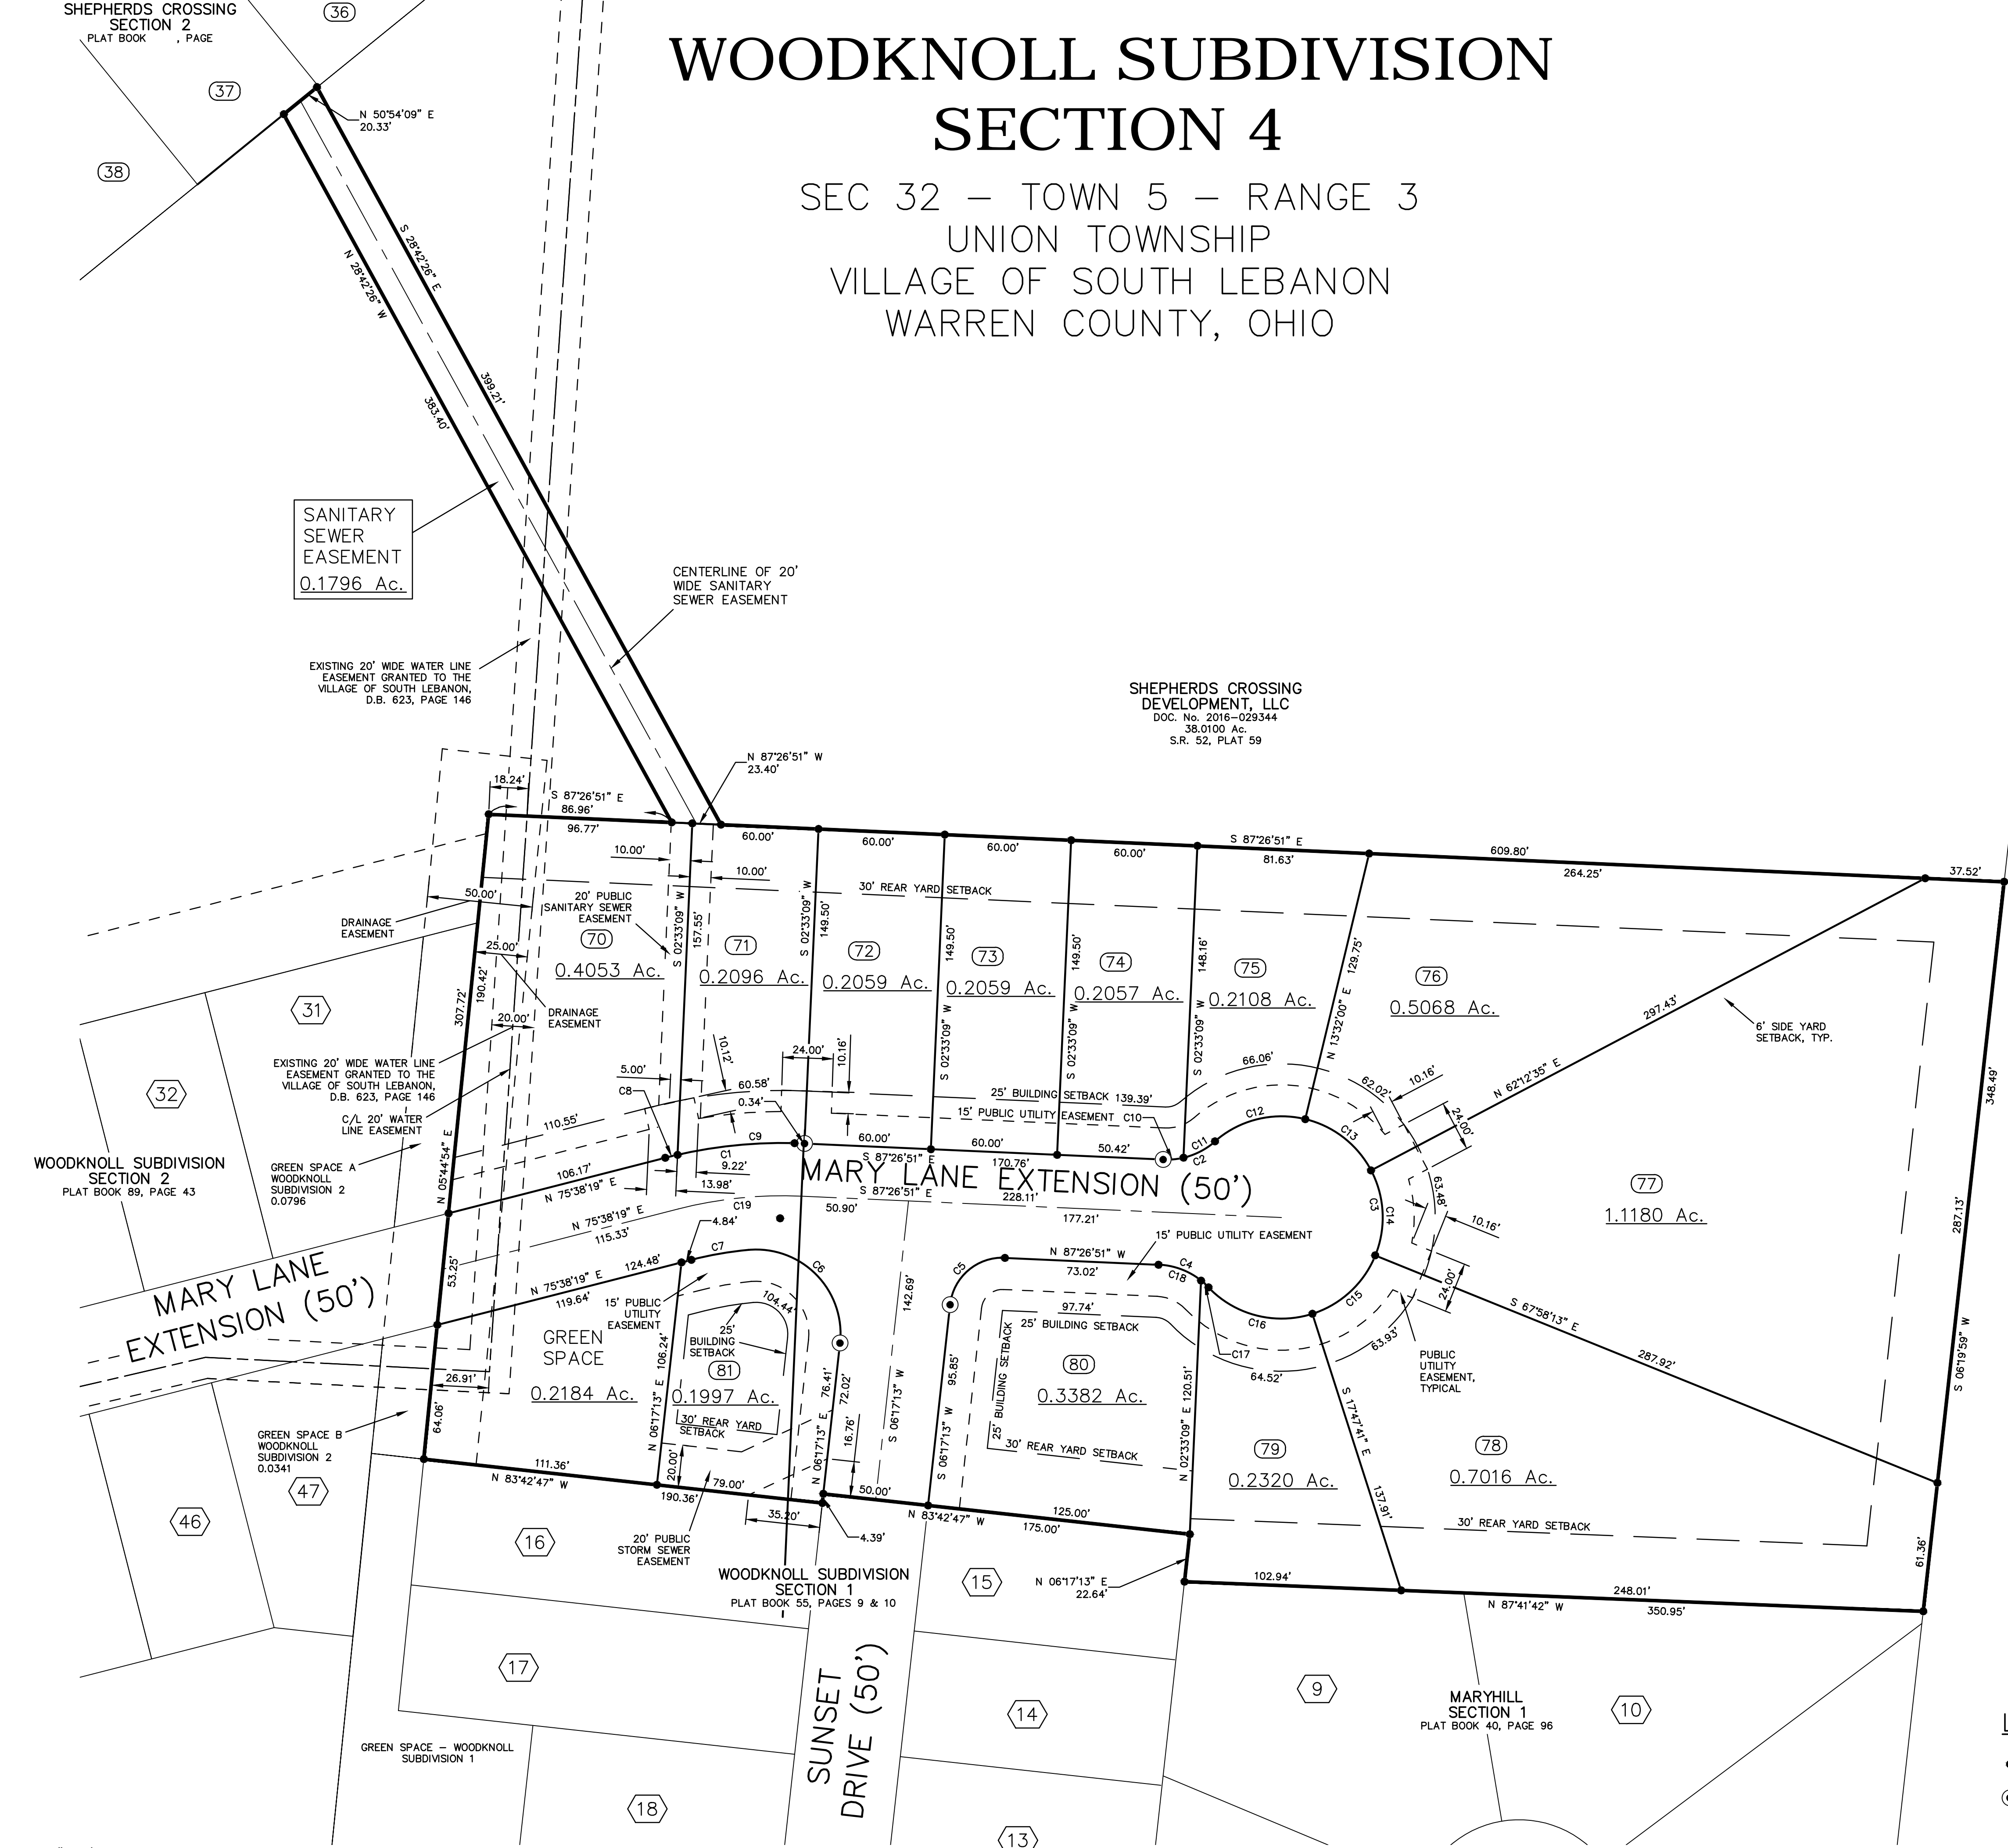 SHEPHERDS CROSSING
SECTION 2
PLAT BOOK     , PAGE
36
37
38
WOODKNOLL SUBDIVISION
SECTION 4
SEC 32 – TOWN 5 – RANGE 3
UNION TOWNSHIP
VILLAGE OF SOUTH LEBANON
WARREN COUNTY, OHIO
N 50°54'09" E
20.33'
S 28°42'26" E
399.21'
N 28°42'26" W
383.40'
SANITARY
SEWER
EASEMENT
0.1796 Ac.
CENTERLINE OF 20'
WIDE SANITARY
SEWER EASEMENT
EXISTING 20' WIDE WATER LINE
EASEMENT GRANTED TO THE
VILLAGE OF SOUTH LEBANON,
D.B. 623, PAGE 146
SHEPHERDS CROSSING
DEVELOPMENT, LLC
DOC. No. 2016–029344
38.0100 Ac.
S.R. 52, PLAT 59
N 87°26'51" W
23.40'
18.24'
S 87°26'51" E
86.96'
96.77'
60.00'
60.00'
60.00'
60.00'
S 87°26'51" E
81.63'
609.80'
264.25'
37.52'
10.00'
10.00'
30' REAR YARD SETBACK
50.00'
DRAINAGE
EASEMENT
20' PUBLIC
SANITARY SEWER
EASEMENT
25.00'
190.42'
307.72'
20.00'
DRAINAGE
EASEMENT
S 02°33'09" W
157.55'
S 02°33'09" W
149.50'
149.50'
S 02°33'09" W
149.50'
S 02°33'09" W
148.16'
S 02°33'09" W
129.75'
N 13°32'00" E
70
0.4053 Ac.
71
0.2096 Ac.
72
0.2059 Ac.
73
0.2059 Ac.
74
0.2057 Ac.
75
0.2108 Ac.
76
0.5068 Ac.
297.43'
N 62°12'35" E
6' SIDE YARD
SETBACK, TYP.
348.49'
31
32
EXISTING 20' WIDE WATER LINE
EASEMENT GRANTED TO THE
VILLAGE OF SOUTH LEBANON,
D.B. 623, PAGE 146
C/L 20' WATER
LINE EASEMENT
N 05°44'54" E
WOODKNOLL SUBDIVISION
SECTION 2
PLAT BOOK 89, PAGE 43
GREEN SPACE A
WOODKNOLL
SUBDIVISION 2
0.0796
5.00'
C8
10.12'
24.00'
10.16'
60.58'
0.34'
110.55'
C9
C1
9.22'
13.98'
106.17'
N 75°38'19" E
25' BUILDING SETBACK 139.39'
15' PUBLIC UTILITY EASEMENT
C10
60.00'
S 87°26'51" E
60.00'
170.76'
50.42'
C11
C2
C12
66.06'
62.02'
10.16'
24.00'
C13
C3
C14
63.48'
10.16'
24.00'
C15
63.93'
C16
C17
64.52'
MARY LANE EXTENSION (50')
S 87°26'51" E
228.11'
50.90'
177.21'
C19
N 75°38'19" E
115.33'
4.84'
C7
C6
C5
N 87°26'51" W
73.02'
C4
C18
15' PUBLIC UTILITY EASEMENT
77
1.1180 Ac.
287.13'
S 06°19'59" W
S 67°58'13" E
287.92'
MARY LANE
EXTENSION (50')
53.25'
N 75°38'19" E
124.48'
119.64'
15' PUBLIC
UTILITY
EASEMENT
104.44'
25'
BUILDING
SETBACK
GREEN
SPACE
0.2184 Ac.
106.24'
N 06°17'13" E
81
0.1997 Ac.
30' REAR YARD
SETBACK
76.41'
72.02'
N 06°17'13" E
16.76'
142.69'
S 06°17'13" W
95.85'
S 06°17'13" W
97.74'
25' BUILDING SETBACK
25' BUILDING SETBACK
80
0.3382 Ac.
30' REAR YARD SETBACK
120.51'
N 02°33'09" E
PUBLIC
UTILITY
EASEMENT,
TYPICAL
S 17°47'41" E
137.91'
79
0.2320 Ac.
78
0.7016 Ac.
30' REAR YARD SETBACK
61.36'
26.91'
64.06'
GREEN SPACE B
WOODKNOLL
SUBDIVISION 2
0.0341
111.36'
N 83°42'47" W
20.00'
79.00'
190.36'
35.20'
4.39'
50.00'
N 83°42'47" W
125.00'
175.00'
20' PUBLIC
STORM SEWER
EASEMENT
N 06°17'13" E
22.64'
102.94'
248.01'
N 87°41'42" W
350.95'
WOODKNOLL SUBDIVISION
SECTION 1
PLAT BOOK 55, PAGES 9 & 10
46
47
16
15
17
14
9
10
18
13
SUNSET
DRIVE (50')
GREEN SPACE – WOODKNOLL
SUBDIVISION 1
MARYHILL
SECTION 1
PLAT BOOK 40, PAGE 96